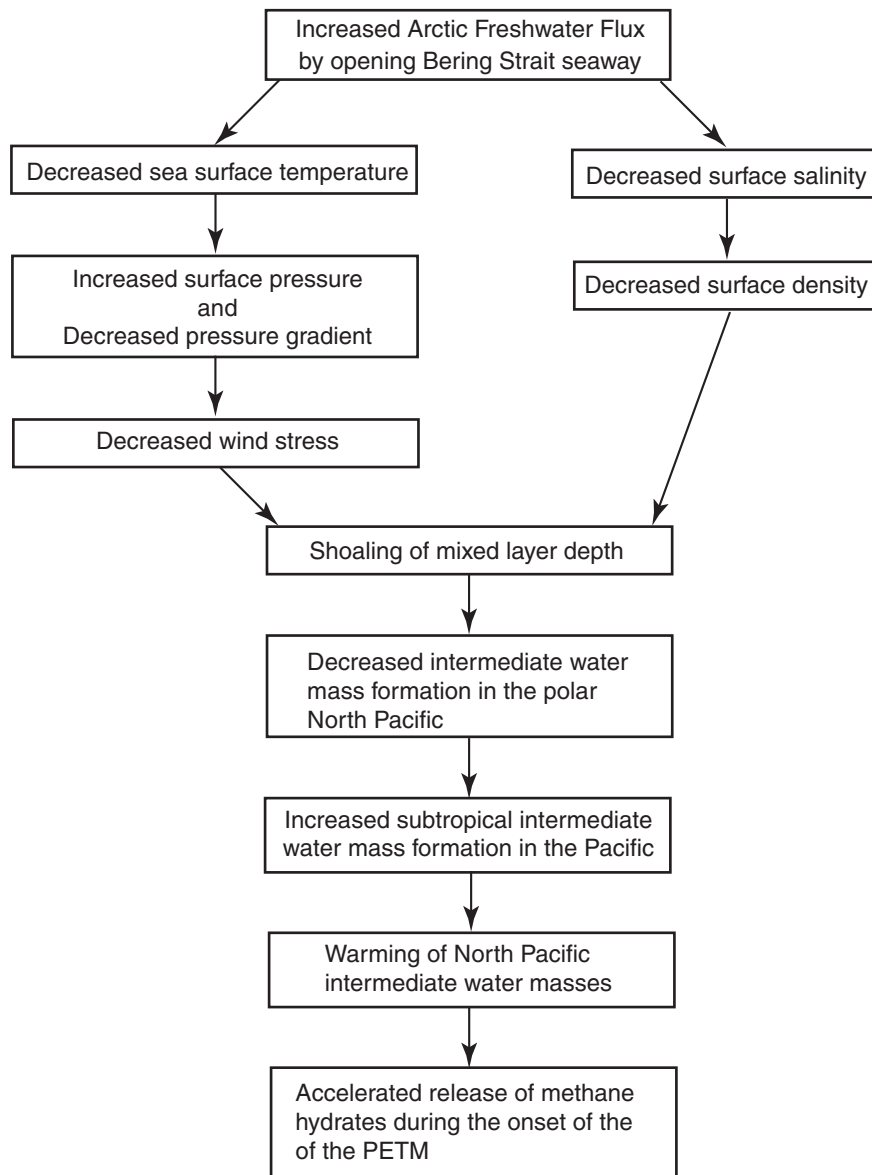 Increased Arctic Freshwater Flux
by opening Bering Strait seaway
Decreased sea surface temperature
Decreased surface salinity
Increased surface pressure
and
Decreased pressure gradient
Decreased surface density
Decreased wind stress
Shoaling of mixed layer depth
Decreased intermediate water
mass formation in the polar
North Pacific
Increased subtropical intermediate
water mass formation in the Pacific
Warming of North Pacific
intermediate water masses
Accelerated release of methane
hydrates during the onset of the
of the PETM